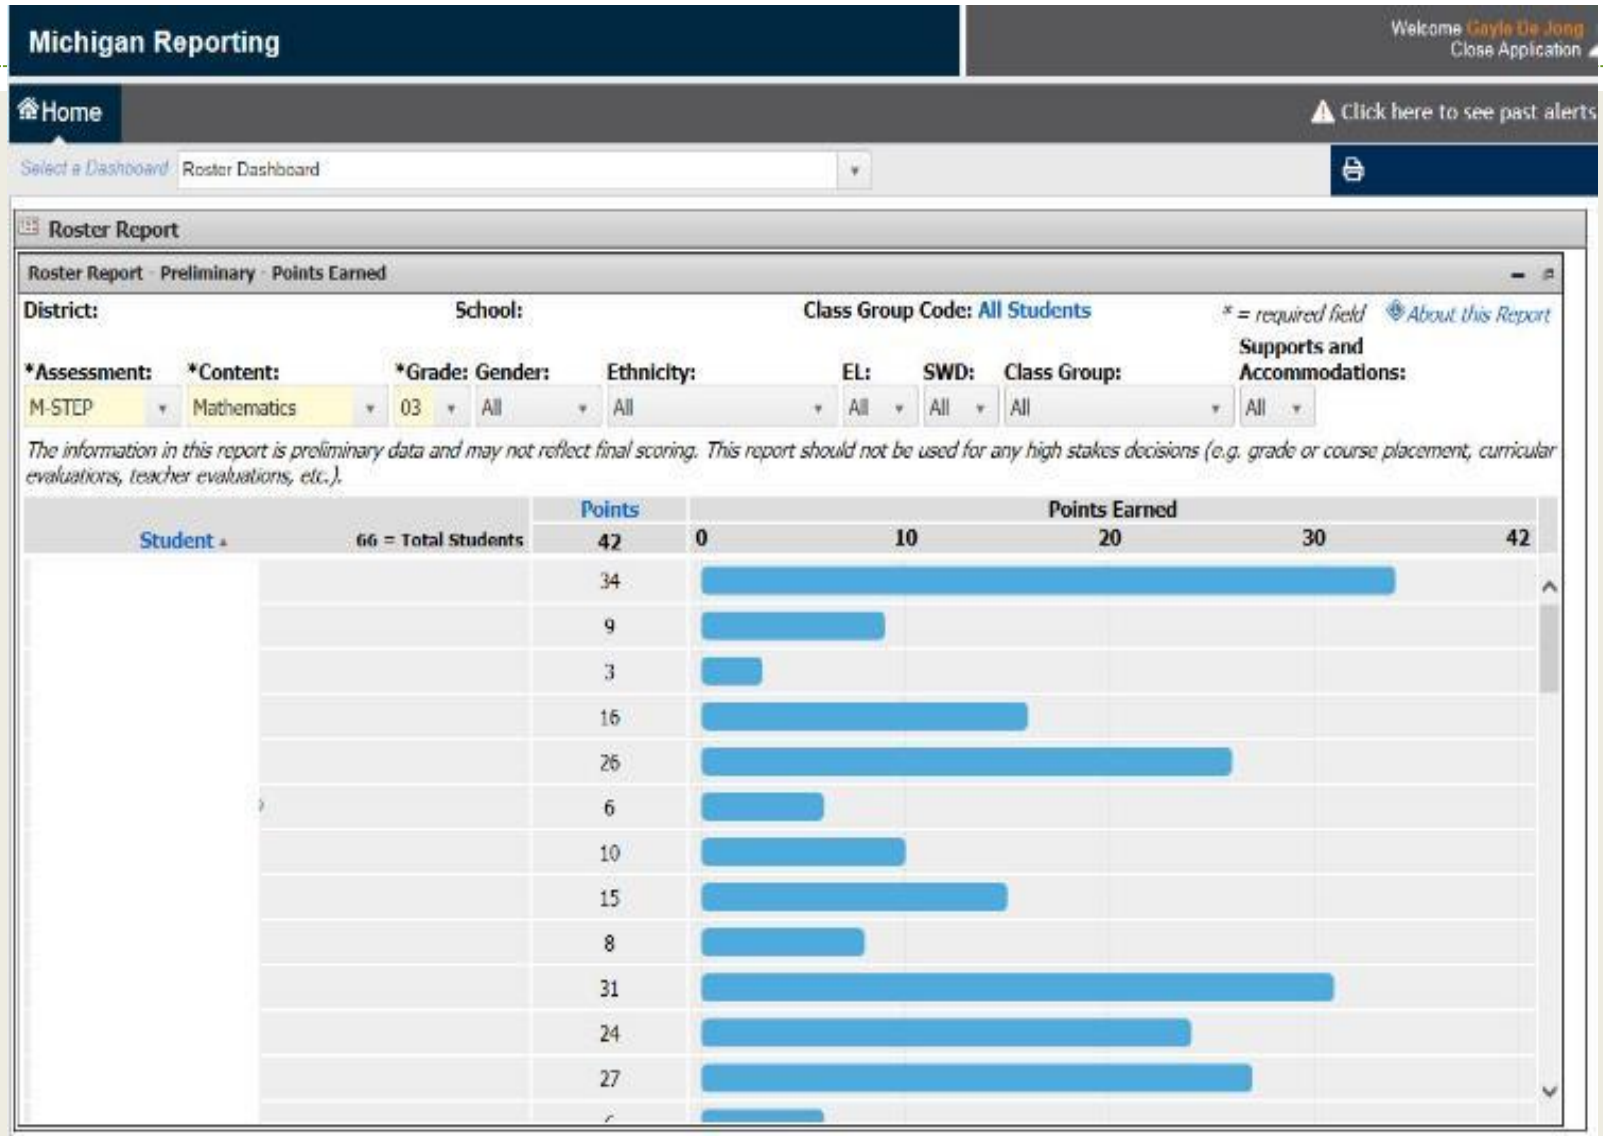 Michigan Reporting
Welcome Gayle De Jong
Close Application
Home
Click here to see past alerts
Select a Dashboard Roster Dashboard
Roster Report
Roster Report - Preliminary - Points Earned
District: School: Class Group Code: All Students * = required field About this Report
*Assessment: *Content: *Grade: Gender: Ethnicity: EL: SWD: Class Group: Supports and Accommodations:
M-STEP Mathematics 03 All All All All All All
The information in this report is preliminary data and may not reflect final scoring. This report should not be used for any high stakes decisions (e.g. grade or course placement, curricular
evaluations, teacher evaluations, etc.).
Points Points Earned
Student 66 = Total Students 42 0 10 20 30 42
34
9
3
16
26
6
10
15
8
31
24
27